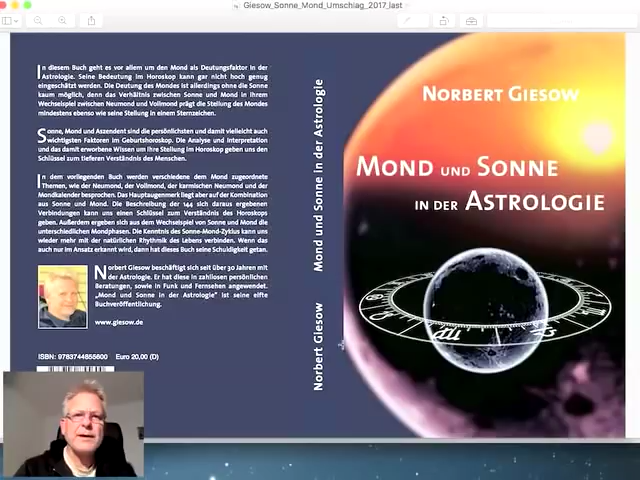 Giesow_Sonne_Mond_Umschlag_2017_last
In diesem Buch geht es vor allem um den Mond als Deutungsfaktor in der
Astrologie. Seine Bedeutung im Horoskop kann gar nicht hoch genug
eingeschätzt werden. Die Deutung des Mondes ist allerdings ohne die Sonne
kaum möglich, denn das Verhältnis zwischen Sonne und Mond in ihrem
Wechselspiel zwischen Neumond und Vollmond prägt die Stellung des Mondes
mindestens ebenso wie seine Stellung in einem Sternzeichen.
Sonne, Mond und Aszendent sind die persönlichsten und damit vielleicht auch
wichtigsten Faktoren im Geburtshoroskop. Die Analyse und Interpretation
und das damit erworbene Wissen um ihre Stellung im Horoskop geben uns den
Schlüssel zum tieferen Verständnis des Menschen.
In dem vorliegenden Buch werden verschiedene dem Mond zugeordnete
Themen, wie der Neumond, der Vollmond, der karmischen Neumond und der
Mondkalender besprochen. Das Hauptaugenmerk liegt aber auf der Kombination
aus Sonne und Mond. Die Beschreibung der 144 sich daraus ergebenen
Verbindungen kann uns einen Schlüssel zum Verständnis des Horoskops
geben. Außerdem ergeben sich aus dem Wechselspiel von Sonne und Mond die
unterschiedlichen Mondphasen. Die Kenntnis des Sonne-Mond-Zyklus kann uns
wieder mehr mit der natürlichen Rhythmik des Lebens verbinden. Wenn das
auch nur im Ansatz erkannt wird, dann hat dieses Buch seine Schuldigkeit getan.
Norbert Giesow beschäftigt sich seit über 30 Jahren mit
der Astrologie. Er hat diese in zahllosen persönlichen
Beratungen, sowie in Funk und Fernsehen angewendet.
„Mond und Sonne in der Astrologie" ist seine elfte
Buchveröffentlichung.
www.giesow.de
ISBN: 9783744855600 Euro 20,00 (D)
Norbert Giesow Mond und Sonne in der Astrologie
NORBERT GIESOW
MOND UND SONNE
IN DER ASTROLOGIE